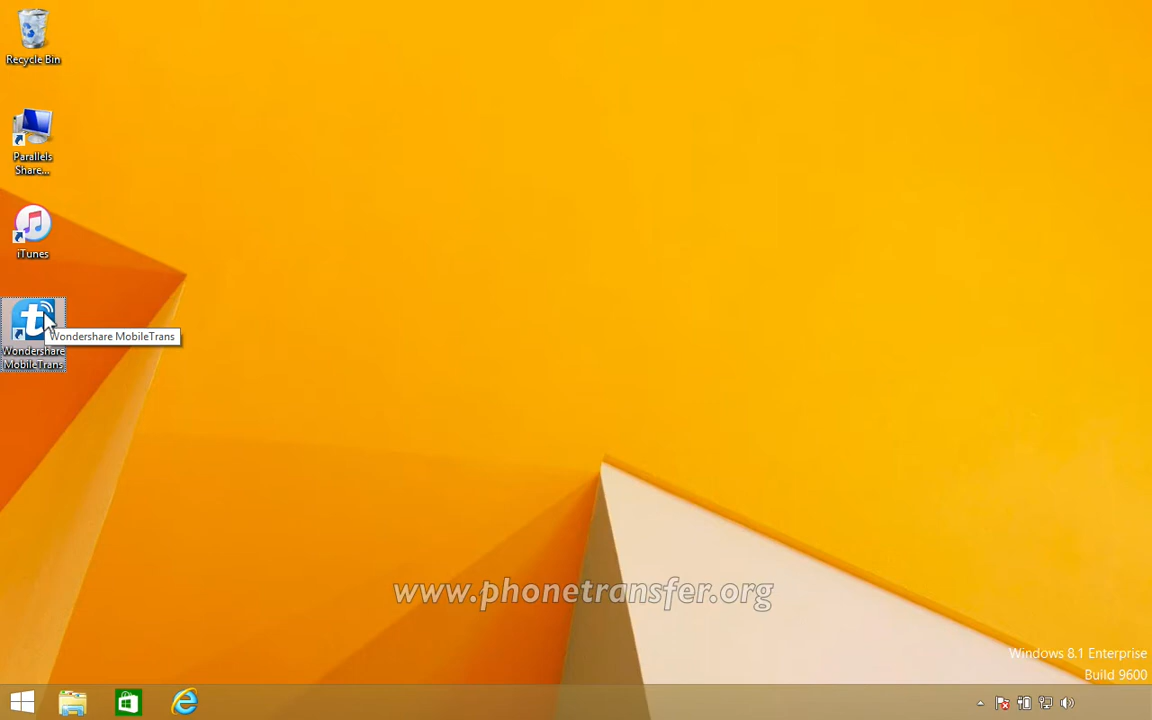 Recycle Bin
Parallels
Share...
iTunes
Wondershare MobileTrans
Wondershare
MobileTrans
www.phonetransfer.org
Windows 8.1 Enterprise
Build 9600